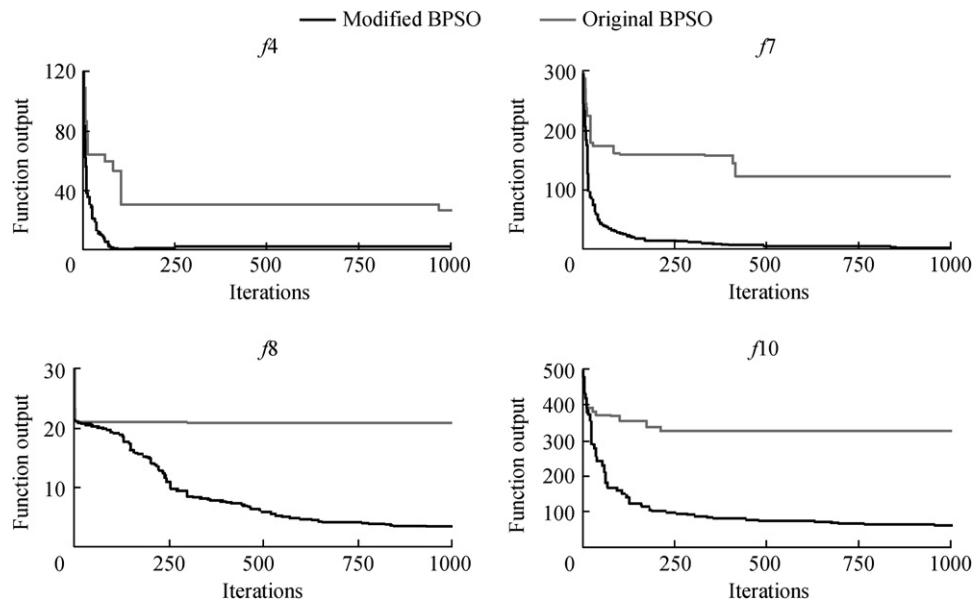 Modified BPSO Original BPSO
f4
Function output
120
80
40
0 250 500 750 1000
Iterations
f7
Function output
300
200
100
0 250 500 750 1000
Iterations
f8
Function output
30
20
10
0 250 500 750 1000
Iterations
f10
Function output
500
400
300
200
100
0 250 500 750 1000
Iterations